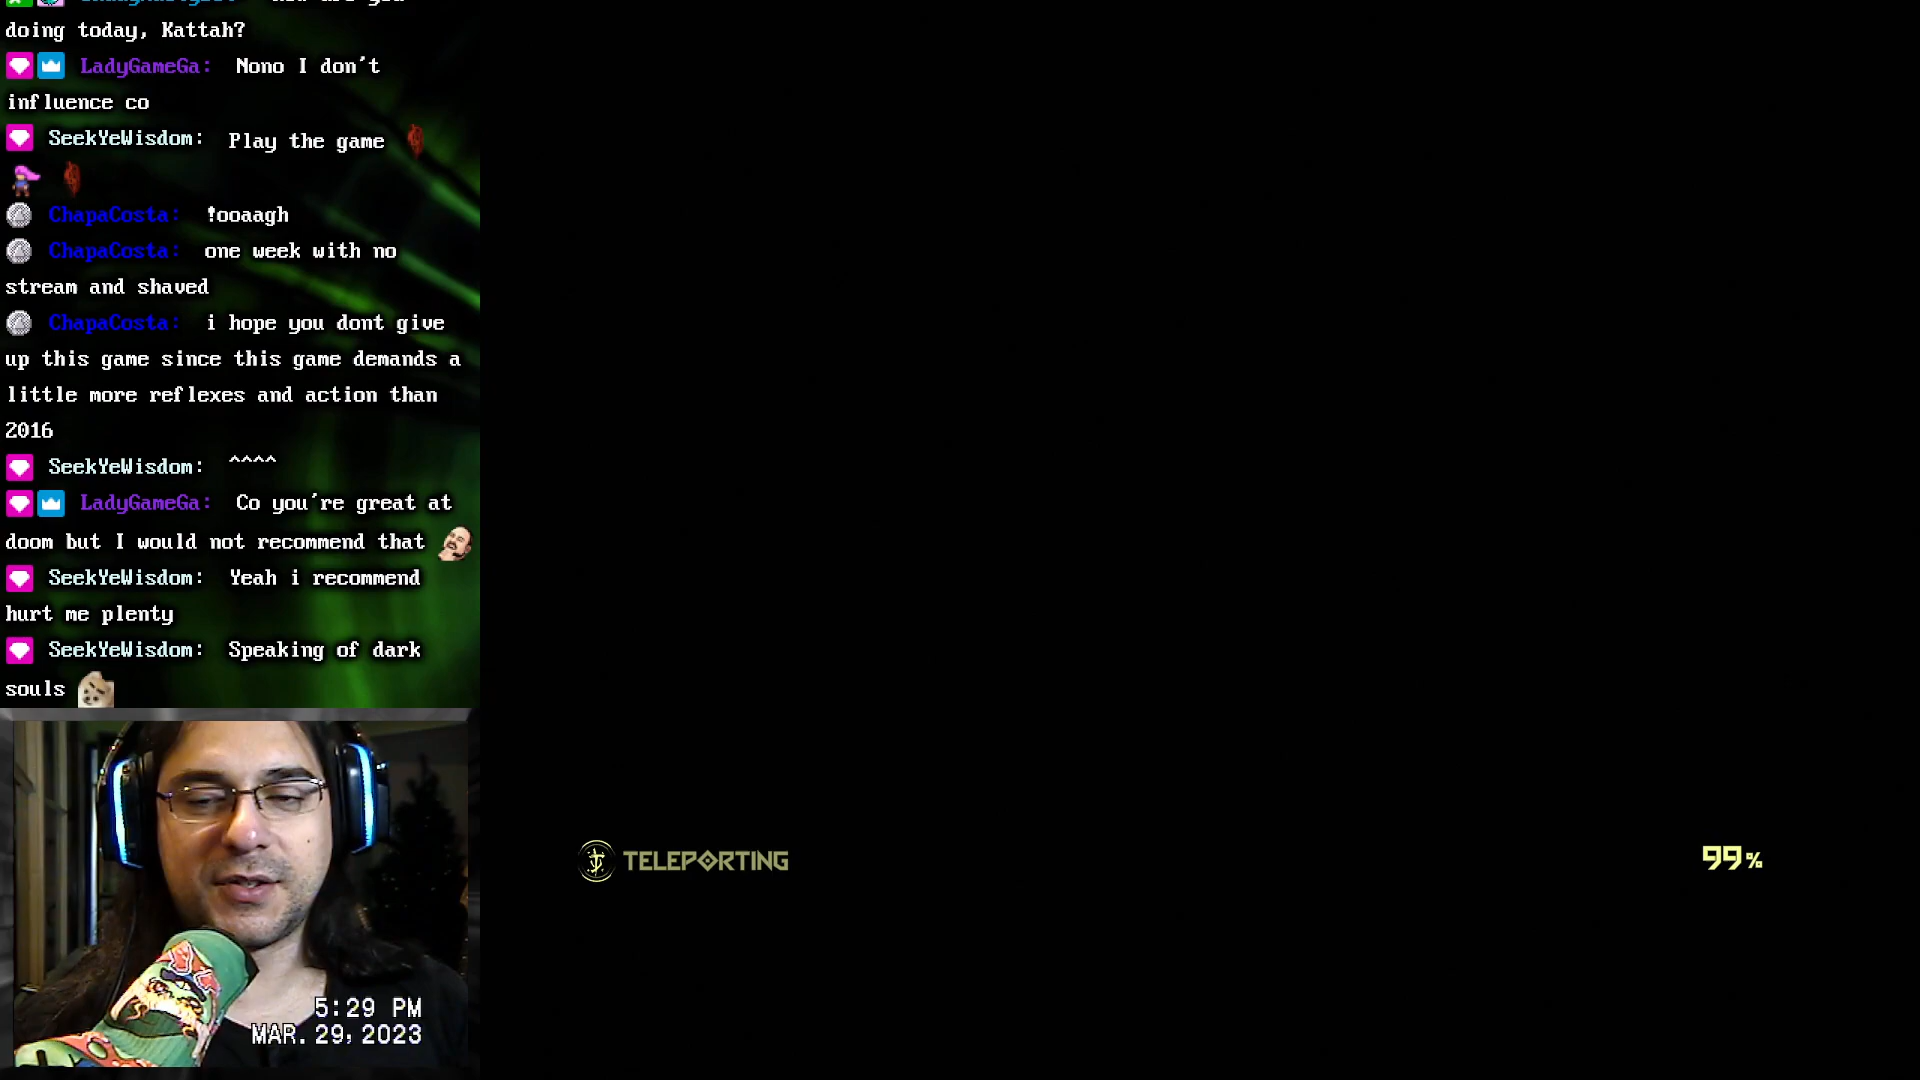 doing today, Kattah?
LadyGameGa: Nono I don't
influence co
SeekYeWisdom: Play the game
ChapaCosta: !ooaagh
ChapaCosta: one week with no
stream and shaved
ChapaCosta: i hope you dont give
up this game since this game demands a
little more reflexes and action than
2016
SeekYeWisdom: ^^^^
LadyGameGa: Co you're great at
doom but I would not recommend that
SeekYeWisdom: Yeah i recommend
hurt me plenty
SeekYeWisdom: Speaking of dark
souls
5:29 PM
MAR. 29, 2023
TELEPORTING
99%